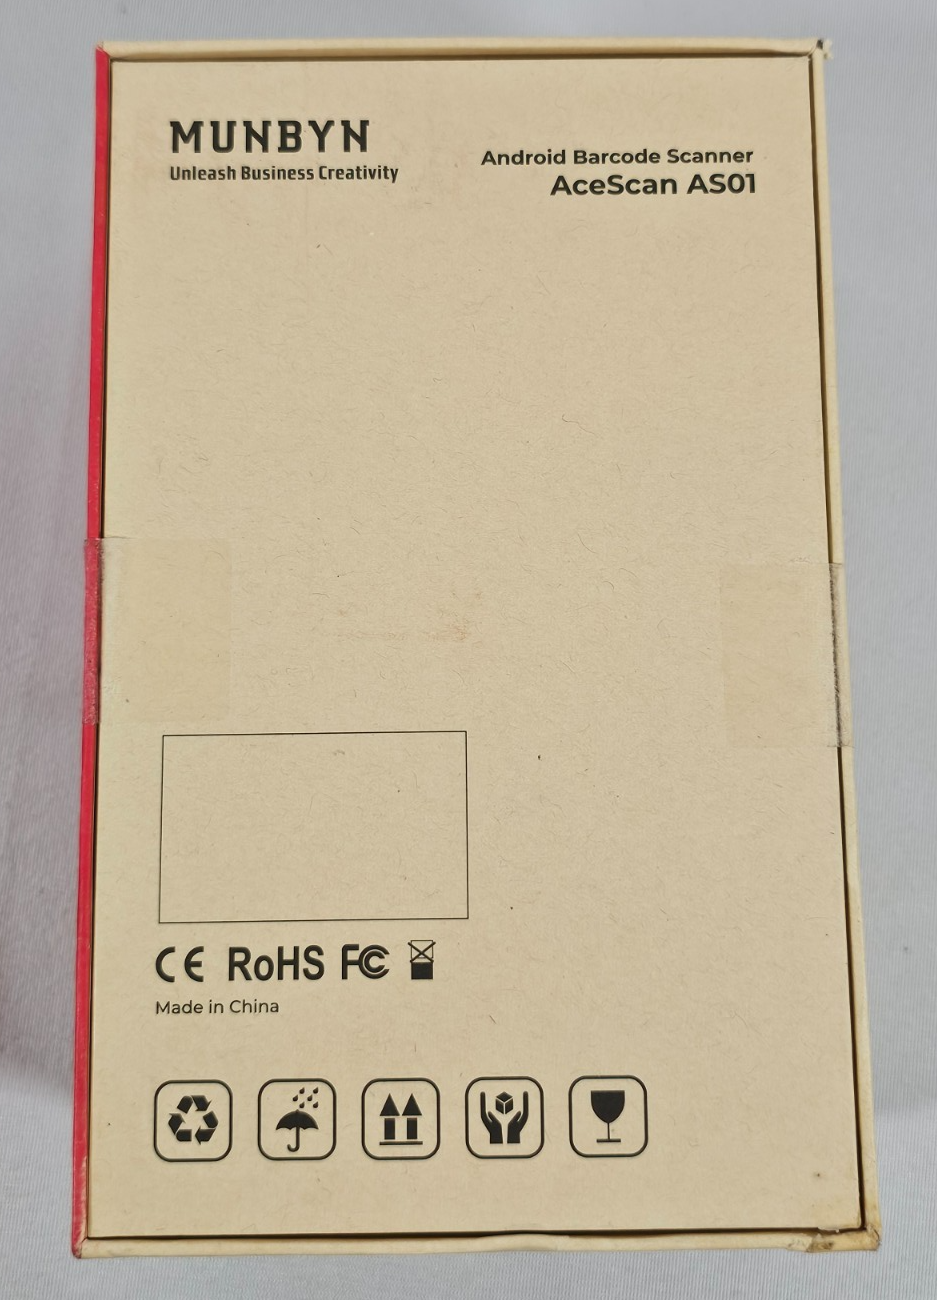 MUNBYN
Unleash Business Creativity
Android Barcode Scanner
AceScan AS01
CE RoHS FC
Made in China